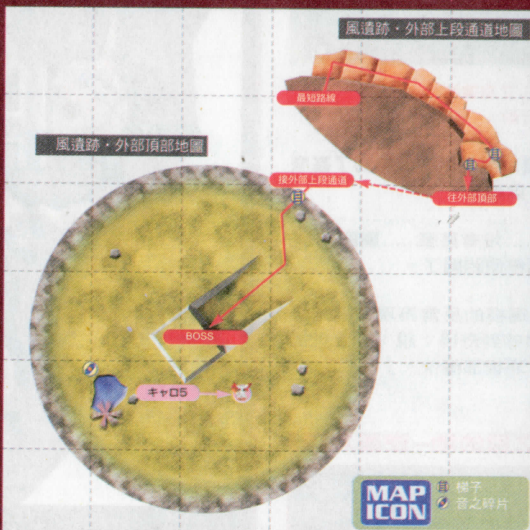 風遺跡・外部上段通道地圖
最短路線
風遺跡・外部頂部地圖
接外部上段通道
往外部頂部
BOSS
キャロ5
MAP
ICON
梯子
音之碎片